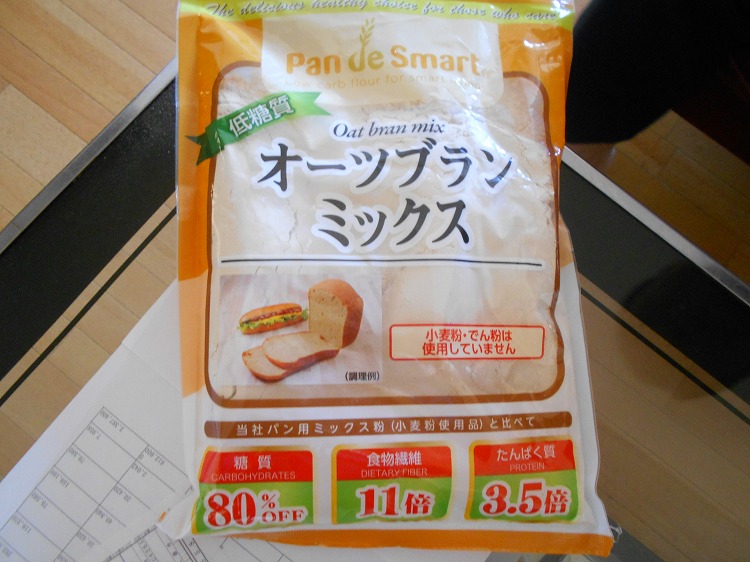 The delicious healthy choice for those who care
Pan de Smart
carb flour for smart
低糖質
Oat bran mix
オーツブラン
ミックス
小麦粉・でん粉は
使用していません
(調理例)
当社パン用ミックス粉(小麦粉使用品)と比べて
糖質
CARBOHYDRATES
80%OFF
食物繊維
DIETARY FIBER
11倍
たんぱく質
PROTEIN
3.5倍